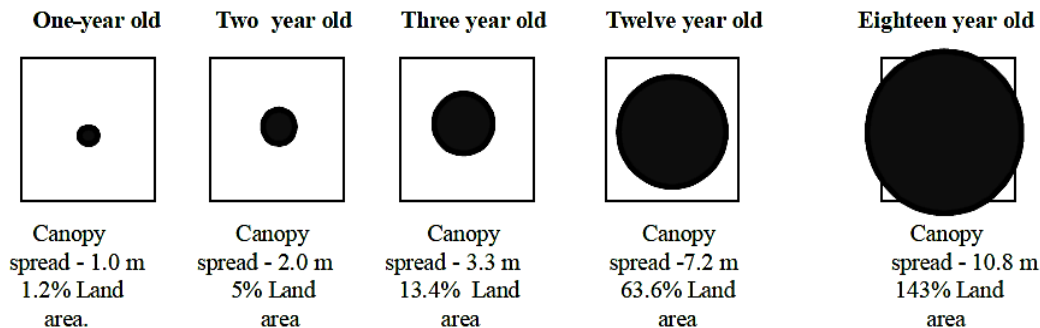 One-year old
Two year old
Three year old
Twelve year old
Eighteen year old
Canopy
spread - 1.0 m
1.2% Land
area.
Canopy
spread - 2.0 m
5% Land
area
Canopy
spread - 3.3 m
13.4% Land
area
Canopy
spread -7.2 m
63.6% Land
area
Canopy
spread - 10.8 m
143% Land
area